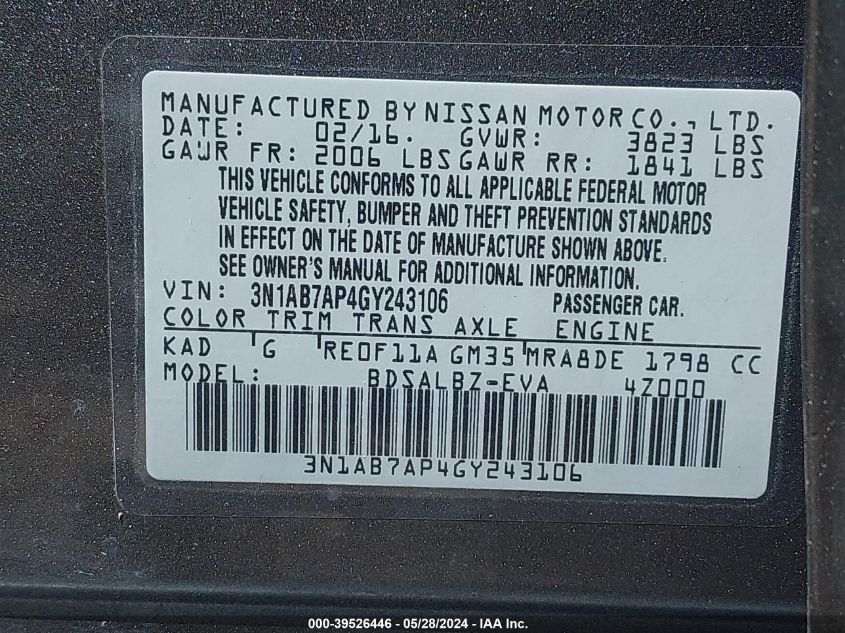 MANUFACTURED BY NISSAN MOTOR CO., LTD.
DATE: 02/16. GVWR: 3823 LBS
GAWR FR: 2006 LBS GAWR RR: 1841 LBS
THIS VEHICLE CONFORMS TO ALL APPLICABLE FEDERAL MOTOR
VEHICLE SAFETY, BUMPER AND THEFT PREVENTION STANDARDS
IN EFFECT ON THE DATE OF MANUFACTURE SHOWN ABOVE.
SEE OWNER'S MANUAL FOR ADDITIONAL INFORMATION.
VIN: 3N1AB7AP4GY243106 PASSENGER CAR.
COLOR TRIM TRANS AXLE ENGINE
KAD G RE0F11A GM35 MRA8DE 1798 CC
MODEL: BDSALBZ-EVA 4Z000
3N1AB7AP4GY243106
000-39526446 - 05/28/2024 - IAA Inc.